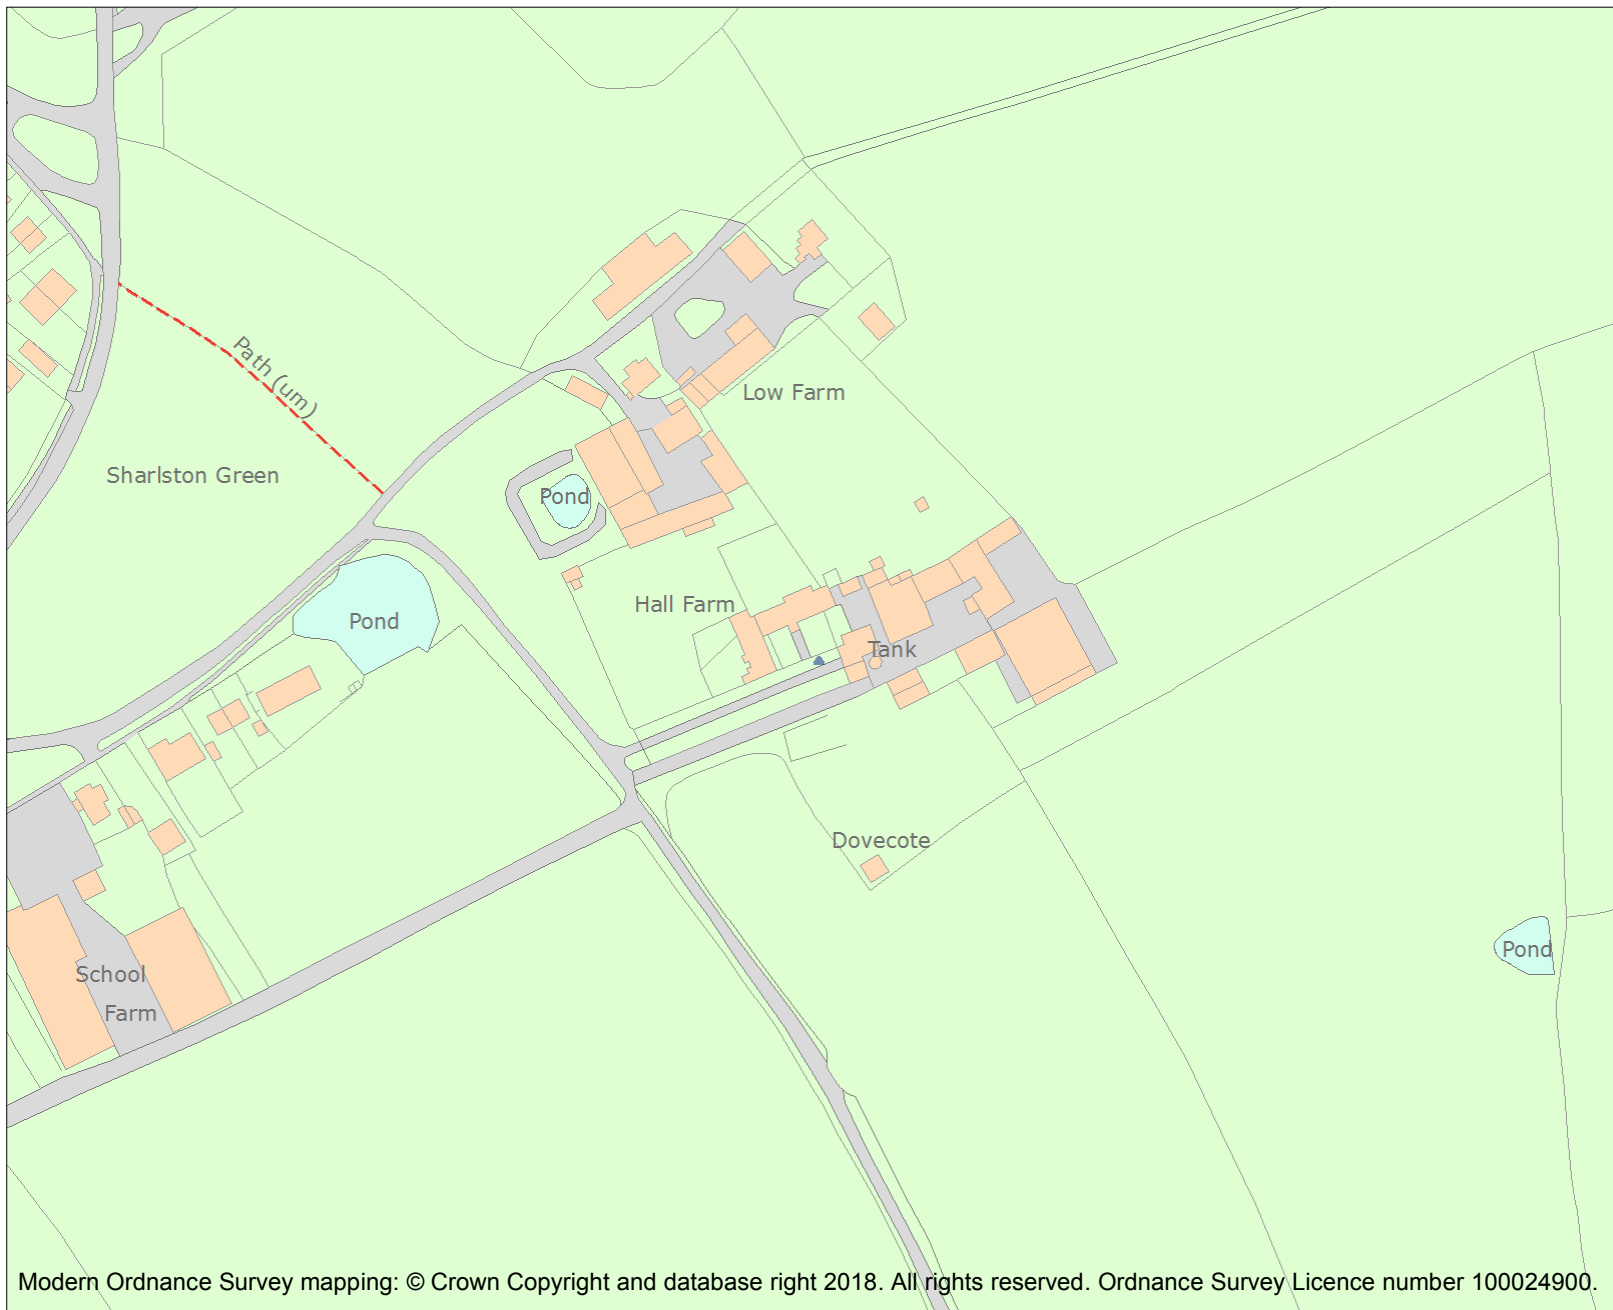 Path (um)
Low Farm
Sharlston Green
Pond
Hall Farm
Pond
Tank
Dovecote
Pond
School
Farm
Modern Ordnance Survey mapping: © Crown Copyright and database right 2018. All rights reserved. Ordnance Survey Licence number 100024900.